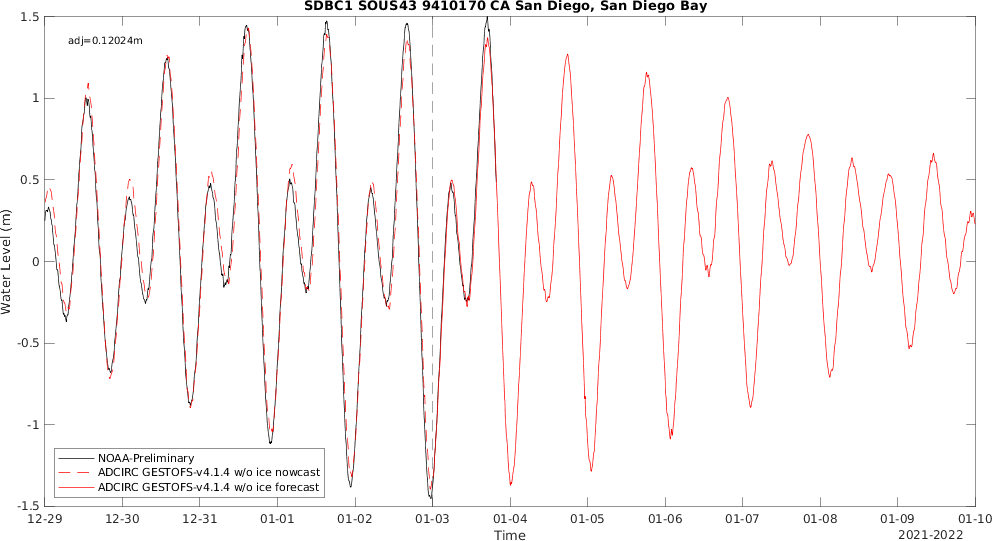 SDBC1 SOUS43 9410170 CA San Diego, San Diego Bay
adj=0.12024m
1.5
1
0.5
0
-0.5
-1
-1.5
Water Level (m)
NOAA-Preliminary
ADCIRC GESTOFS-v4.1.4 w/o ice nowcast
ADCIRC GESTOFS-v4.1.4 w/o ice forecast
12-29 12-30 12-31 01-01 01-02 01-03 01-04 01-05 01-06 01-07 01-08 01-09 01-10
Time
2021-2022